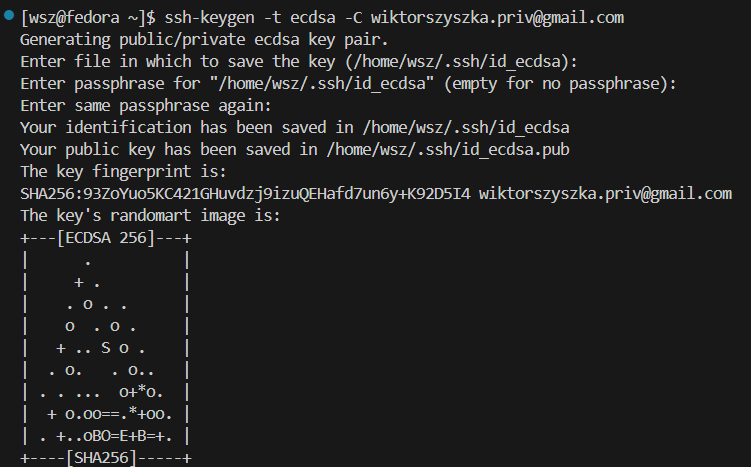 [wsz@fedora ~]$ ssh-keygen -t ecdsa -C wiktorszyszka.priv@gmail.com
Generating public/private ecdsa key pair.
Enter file in which to save the key (/home/wsz/.ssh/id_ecdsa):
Enter passphrase for "/home/wsz/.ssh/id_ecdsa" (empty for no passphrase):
Enter same passphrase again:
Your identification has been saved in /home/wsz/.ssh/id_ecdsa
Your public key has been saved in /home/wsz/.ssh/id_ecdsa.pub
The key fingerprint is:
SHA256:93ZoYuo5KC421GHuvdzj9izuQEHafd7un6y+K92D5I4 wiktorszyszka.priv@gmail.com
The key's randomart image is:
+---[ECDSA 256]---+
|      .          |
|     + .         |
|    . o . .      |
|    o  . o .     |
|   + .. S o .    |
|  . o.   . o..   |
| . . ...  o+*o.  |
|  + o.oo==.*+oo. |
| . +..oBO=E+B=+. |
+----[SHA256]-----+